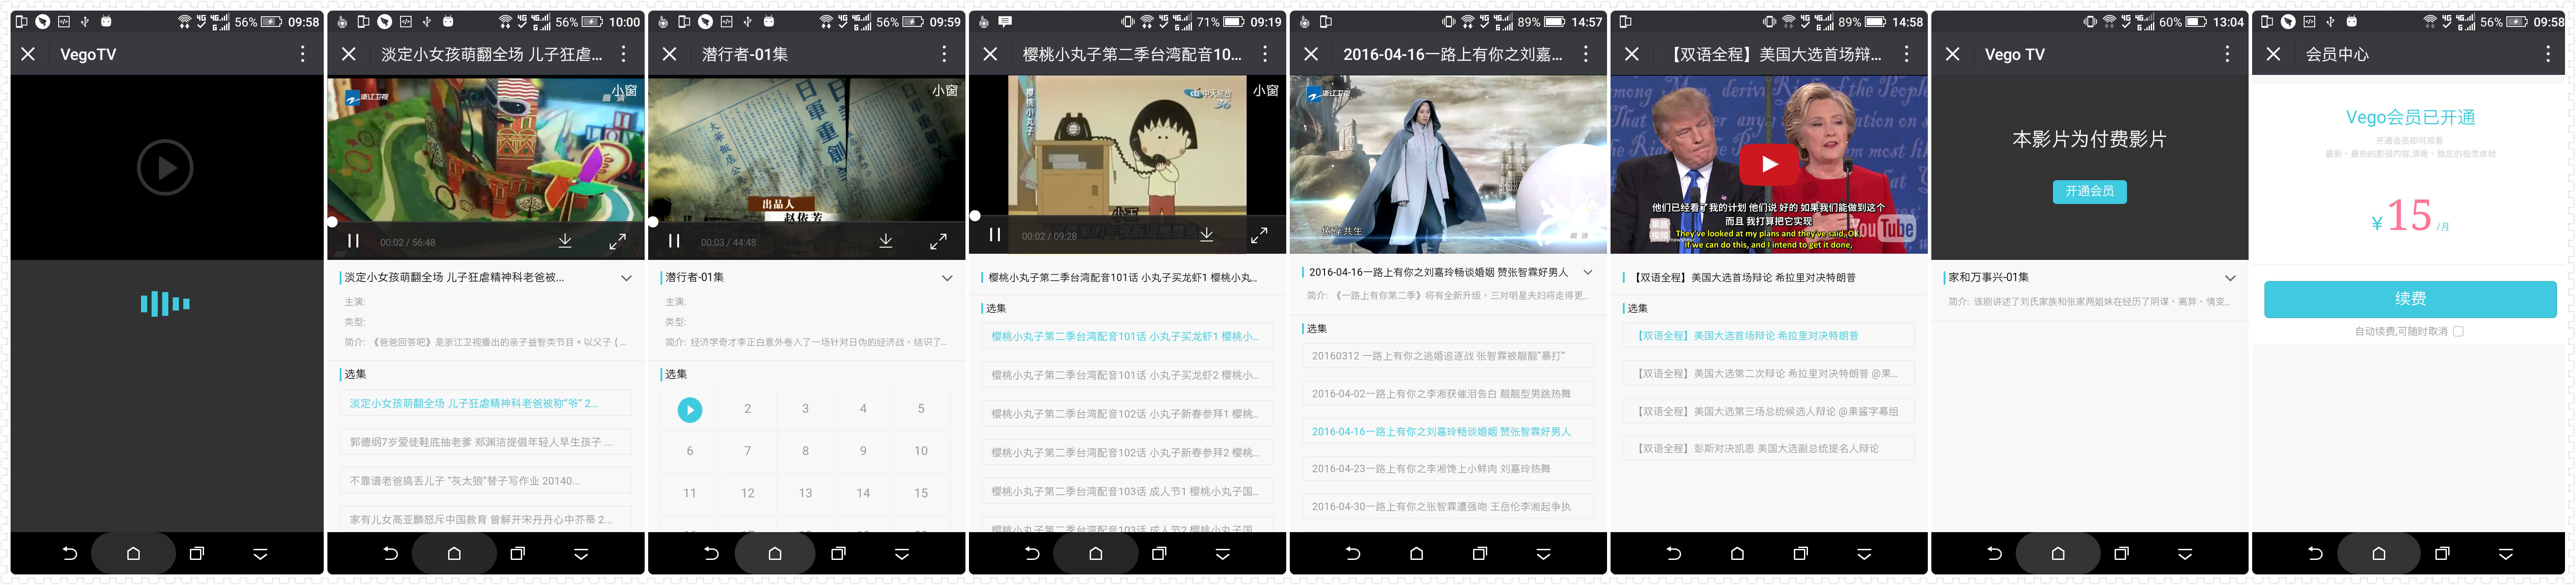 56% 09:58
VegoTV
56% 10:00
淡定小女孩萌翻全场 儿子狂虐...
浙江卫视
小窗
00:02 / 56:48
淡定小女孩萌翻全场 儿子狂虐精神科老爸被...
主演:
类型:
简介: 《爸爸回答吧》是浙江卫视播出的亲子益智类节目。以父子 ( ...
选集
淡定小女孩萌翻全场 儿子狂虐精神科老爸被称“爷” 2...
郭德纲7岁爱徒鞋底抽老爹 郑渊洁提倡年轻人早生孩子 ...
不靠谱老爸搞丢儿子 “灰太狼”替子写作业 20140...
家有儿女高亚麟怒斥中国教育 曾解开宋丹丹心中芥蒂 2...
56% 09:59
潜行者-01集
小窗
出品人
赵依芳
00:03 / 44:48
潜行者-01集
主演:
类型:
简介: 经济学奇才李正白意外卷入了一场针对日伪的经济战，结识了...
选集
2 3 4 5
6 7 8 9 10
11 12 13 14 15
71% 09:19
樱桃小丸子第二季台湾配音10...
櫻桃小丸子
中天綜合
36
小窗
00:02 / 09:28
樱桃小丸子第二季台湾配音101话 小丸子买龙虾1 樱桃小丸...
选集
樱桃小丸子第二季台湾配音101话 小丸子买龙虾1 樱桃小...
樱桃小丸子第二季台湾配音101话 小丸子买龙虾2 樱桃小...
樱桃小丸子第二季台湾配音102话 小丸子新春参拜1 樱桃...
樱桃小丸子第二季台湾配音102话 小丸子新春参拜2 樱桃...
樱桃小丸子第二季台湾配音103话 成人节1 樱桃小丸子国...
樱桃小丸子第二季台湾配音103话 成人节2 樱桃小丸子国
89% 14:57
2016-04-16一路上有你之刘嘉...
浙江卫视
2016-04-16一路上有你之刘嘉玲畅谈婚姻 赞张智霖好男人
简介: 《一路上有你第二季》将有全新升级，三对明星夫妇将走得更...
选集
20160312 一路上有你之逃婚追逐战 张智霖被靓靓“暴打”
2016-04-02一路上有你之李湘获催泪告白 靓靓型男跳热舞
2016-04-16一路上有你之刘嘉玲畅谈婚姻 赞张智霖好男人
2016-04-23一路上有你之李湘馋上小鲜肉 刘嘉玲热舞
2016-04-30一路上有你之张智霖遭强吻 王岳伦李湘起争执
89% 14:58
【双语全程】美国大选首场辩...
他们已经看了我的计划 他们说 好的 如果我们能做到这个
而且 我打算把它实现
They've looked at my plans and they've said, OK,
if we can do this, and I intend to get it done,
YouTube
【双语全程】美国大选首场辩论 希拉里对决特朗普
选集
【双语全程】美国大选首场辩论 希拉里对决特朗普
【双语全程】美国大选第二次辩论 希拉里对决特朗普 @果...
【双语全程】美国大选第三场总统候选人辩论 @果酱字幕组
【双语全程】彭斯对决凯恩 美国大选副总统提名人辩论
60% 13:04
Vego TV
本影片为付费影片
开通会员
家和万事兴-01集
简介: 该剧讲述了刘氏家族和张家两姐妹在经历了阴谋、离异、情变...
56% 09:58
会员中心
Vego会员已开通
开通会员即可观看
最新・最热的影视内容,清晰・稳定的视觉体验
¥15/月
续费
自动续费,可随时取消